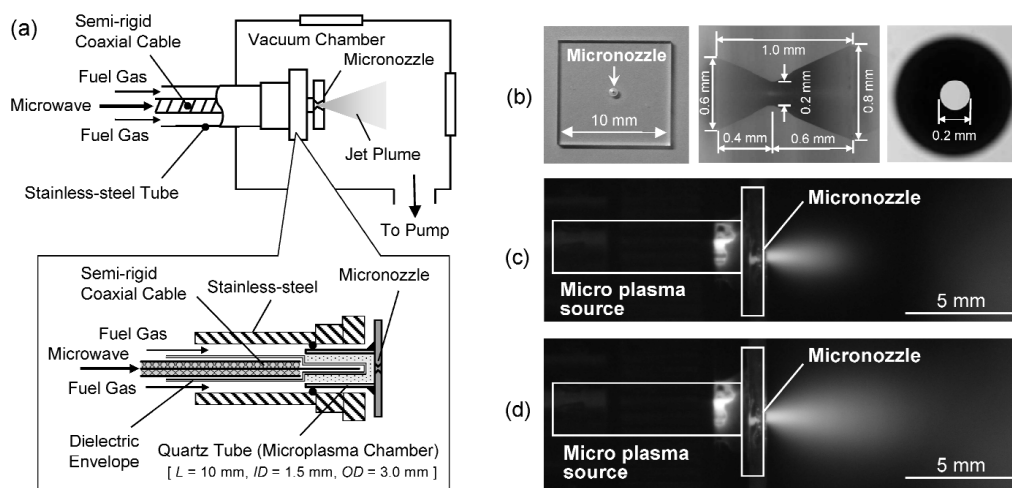 (a)
Semi-rigid
Coaxial Cable
Fuel Gas
Microwave
Fuel Gas
Stainless-steel Tube
Vacuum Chamber
Micronozzle
Jet Plume
To Pump
Semi-rigid
Coaxial Cable
Stainless-steel
Micronozzle
Fuel Gas
Microwave
Fuel Gas
Dielectric
Envelope
Quartz Tube (Microplasma Chamber)
[ L = 10 mm, ID = 1.5 mm, OD = 3.0 mm ]
(b)
Micronozzle
10 mm
1.0 mm
0.6 mm
0.2 mm
0.8 mm
0.4 mm
0.6 mm
0.2 mm
(c)
Micronozzle
Micro plasma
source
5 mm
(d)
Micronozzle
Micro plasma
source
5 mm